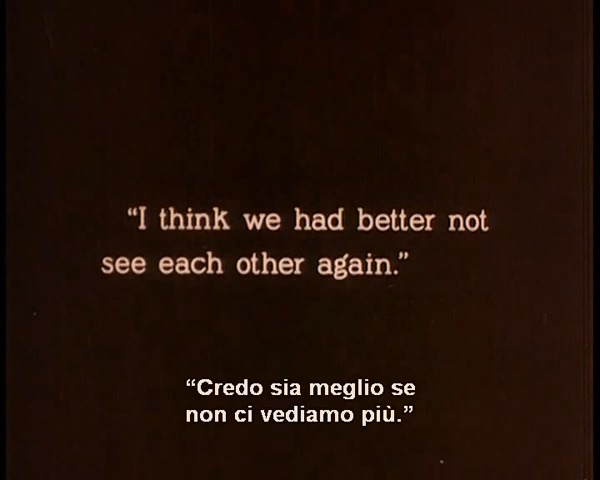 “I think we had better not
see each other again.”
“Credo sia meglio se
non ci vediamo più.”